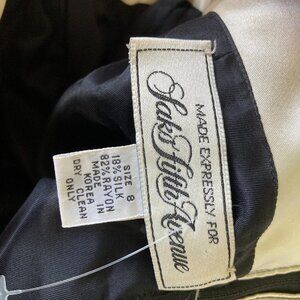 MADE EXPRESSLY FOR
Saks Fifth Avenue
SIZE 8
18% SILK
82% RAYON
MADE IN
KOREA
DRY CLEAN
ONLY